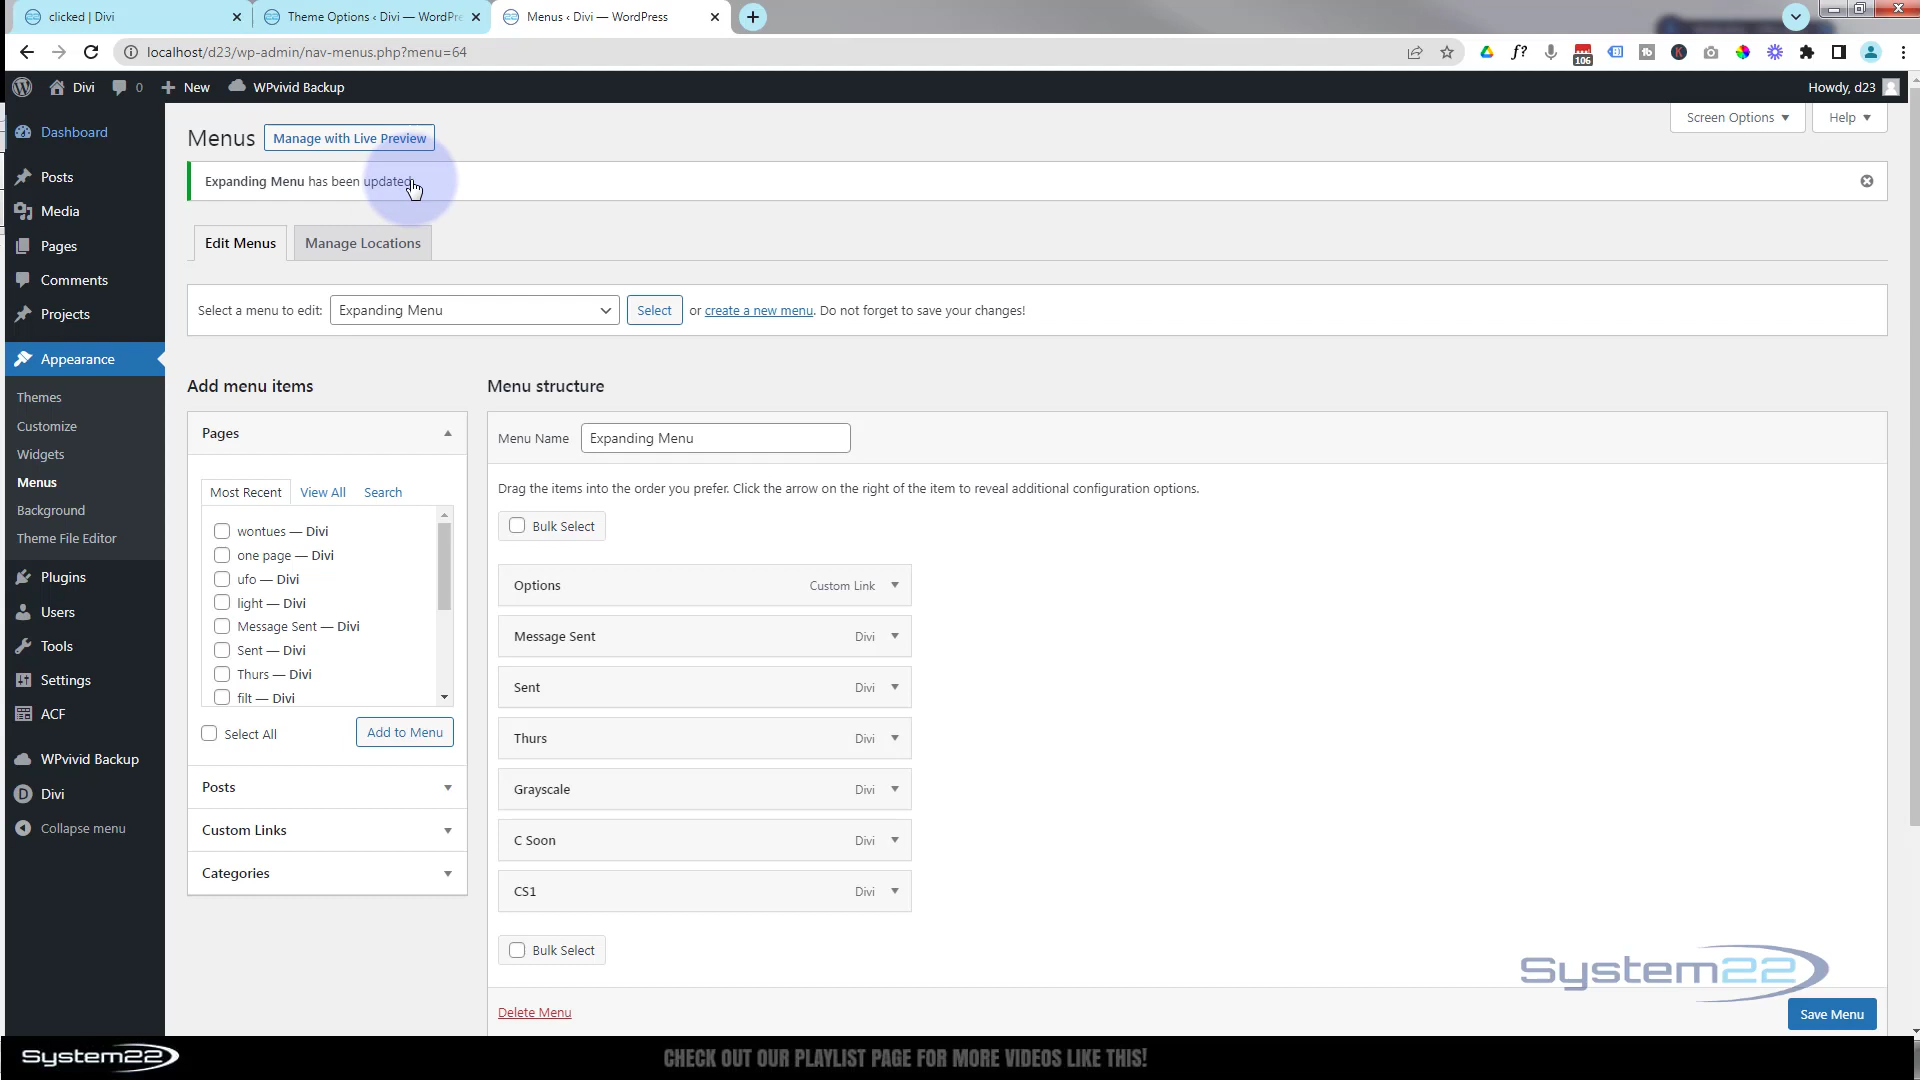 clicked | Divi
Theme Options ‹ Divi — WordPre
Menus ‹ Divi — WordPress
localhost/d23/wp-admin/nav-menus.php?menu=64
106
Divi
0
New
WPvivid Backup
Howdy, d23
Dashboard
Posts
Media
Pages
Comments
Projects
Appearance
Themes
Customize
Widgets
Menus
Background
Theme File Editor
Plugins
Users
Tools
Settings
ACF
WPvivid Backup
Divi
Collapse menu
Menus
Manage with Live Preview
Screen Options
Help
Expanding Menu has been updated.
Edit Menus
Manage Locations
Select a menu to edit: Expanding Menu Select or create a new menu. Do not forget to save your changes!
Add menu items
Pages
Most Recent
View All
Search
wontues — Divi
one page — Divi
ufo — Divi
light — Divi
Message Sent — Divi
Sent — Divi
Thurs — Divi
filt — Divi
Select All
Add to Menu
Posts
Custom Links
Categories
Menu structure
Menu Name Expanding Menu
Drag the items into the order you prefer. Click the arrow on the right of the item to reveal additional configuration options.
Bulk Select
Options Custom Link
Message Sent Divi
Sent Divi
Thurs Divi
Grayscale Divi
C Soon Divi
CS1 Divi
Bulk Select
Delete Menu
Save Menu
System22
System22
CHECK OUT OUR PLAYLIST PAGE FOR MORE VIDEOS LIKE THIS!